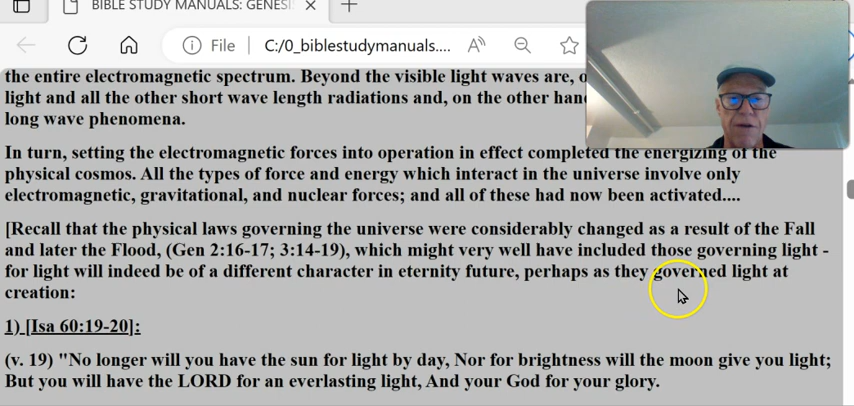 BIBLE STUDY MANUALS: GENESI
File C:/0_biblestudymanuals....
the entire electromagnetic spectrum. Beyond the visible light waves are, o
light and all the other short wave length radiations and, on the other han
long wave phenomena.
In turn, setting the electromagnetic forces into operation in effect completed the energizing of the
physical cosmos. All the types of force and energy which interact in the universe involve only
electromagnetic, gravitational, and nuclear forces; and all of these had now been activated....
[Recall that the physical laws governing the universe were considerably changed as a result of the Fall
and later the Flood, (Gen 2:16-17; 3:14-19), which might very well have included those governing light -
for light will indeed be of a different character in eternity future, perhaps as they governed light at
creation:
1) [Isa 60:19-20]:
(v. 19) "No longer will you have the sun for light by day, Nor for brightness will the moon give you light;
But you will have the LORD for an everlasting light, And your God for your glory.